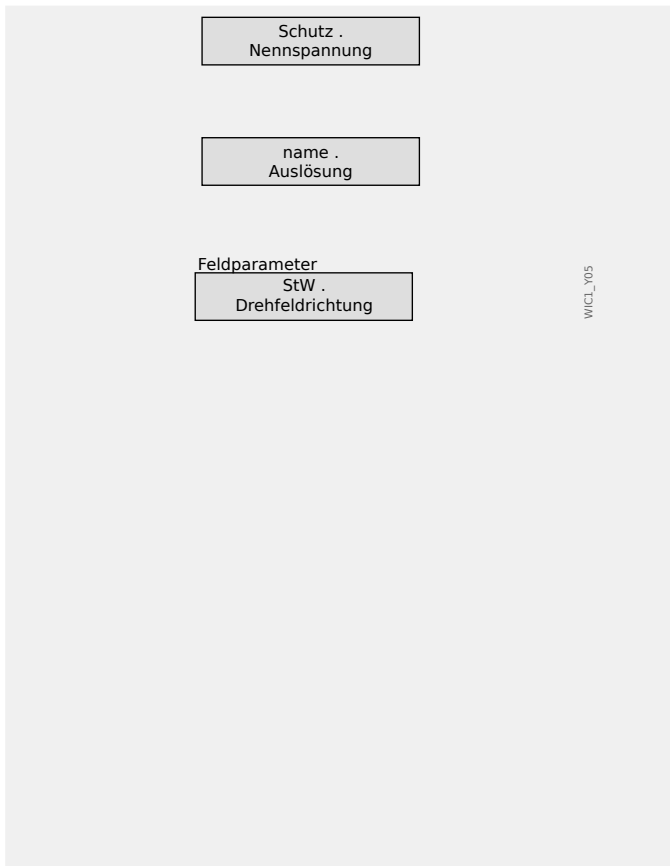 Schutz .
Nennspannung
name .
Auslösung
Feldparameter
StW .
Drehfeldrichtung
WIC1_Y05